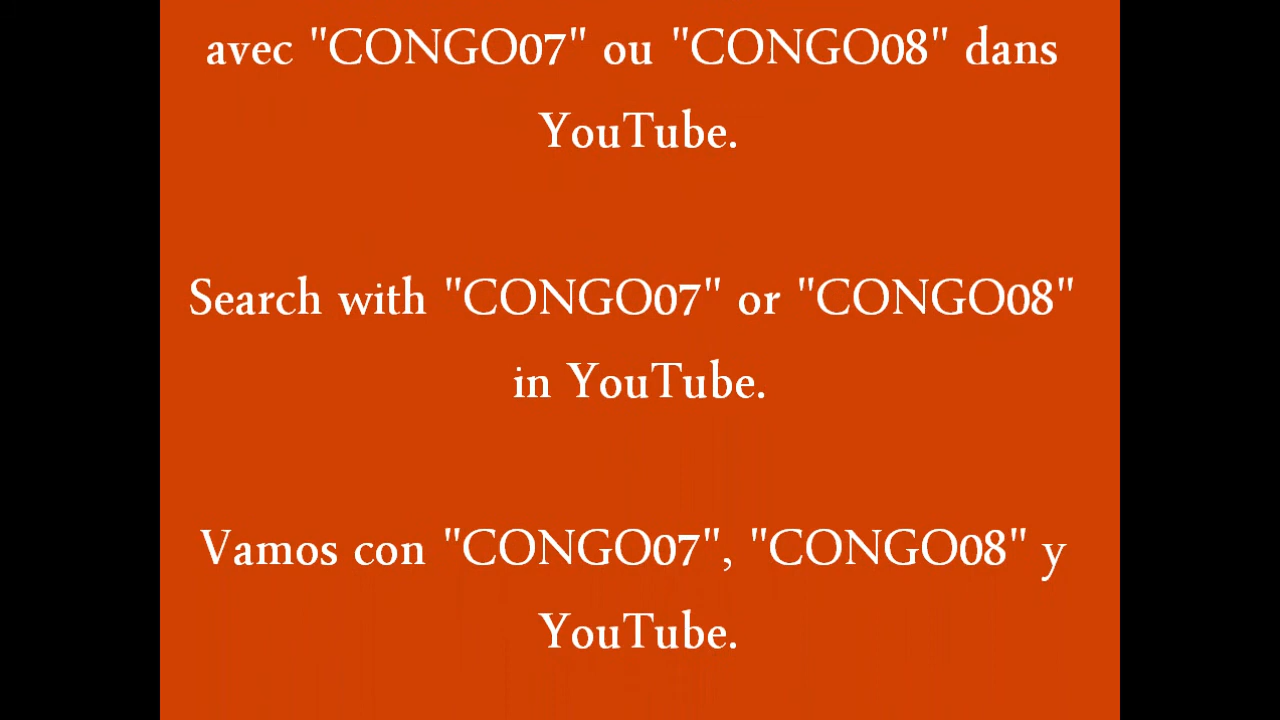 avec "CONGO07" ou "CONGO08" dans
YouTube.
Search with "CONGO07" or "CONGO08"
in YouTube.
Vamos con "CONGO07", "CONGO08" y
YouTube.